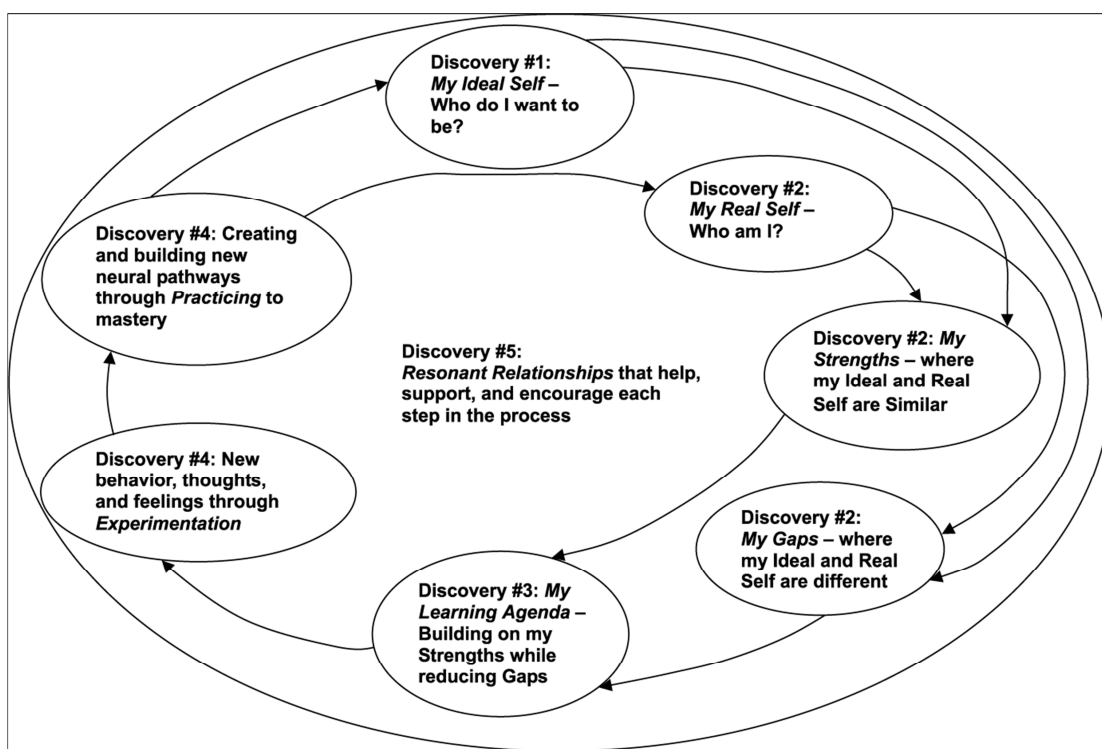 Discovery #1:
My Ideal Self –
Who do I want to
be?
Discovery #2:
My Real Self –
Who am I?
Discovery #2: My
Strengths – where
my Ideal and Real
Self are Similar
Discovery #2:
My Gaps – where
my Ideal and Real
Self are different
Discovery #3: My
Learning Agenda –
Building on my
Strengths while
reducing Gaps
Discovery #4: New
behavior, thoughts,
and feelings through
Experimentation
Discovery #4: Creating
and building new
neural pathways
through Practicing to
mastery
Discovery #5:
Resonant Relationships that help,
support, and encourage each
step in the process